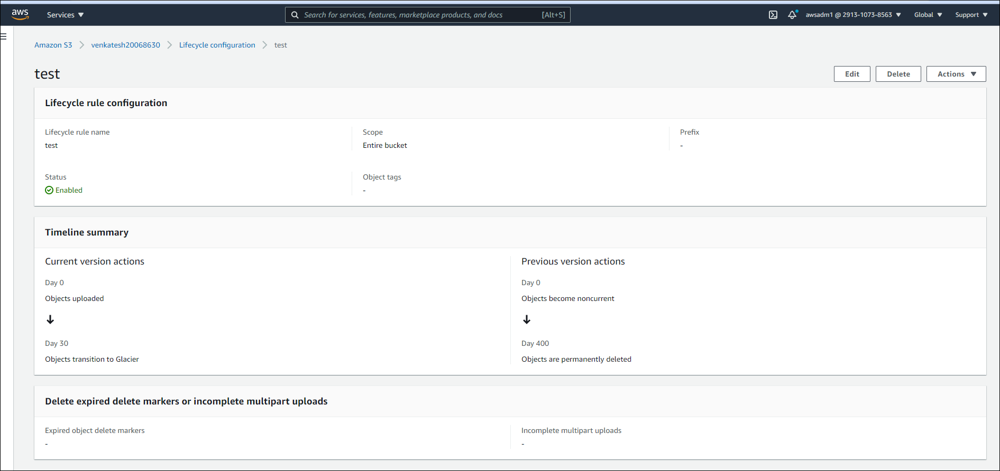 aws Services Search for services, features, marketplace products, and docs [Alt+S] awsadm1 @ 2913-1073-8563 Global Support
Amazon S3 venkatesh20068630 Lifecycle configuration test
test Edit Delete Actions
Lifecycle rule configuration
Lifecycle rule name Scope Prefix
test Entire bucket -
Status Object tags
Enabled -
Timeline summary
Current version actions Previous version actions
Day 0 Day 0
Objects uploaded Objects become noncurrent
Day 30 Day 400
Objects transition to Glacier Objects are permanently deleted
Delete expired delete markers or incomplete multipart uploads
Expired object delete markers Incomplete multipart uploads
- -